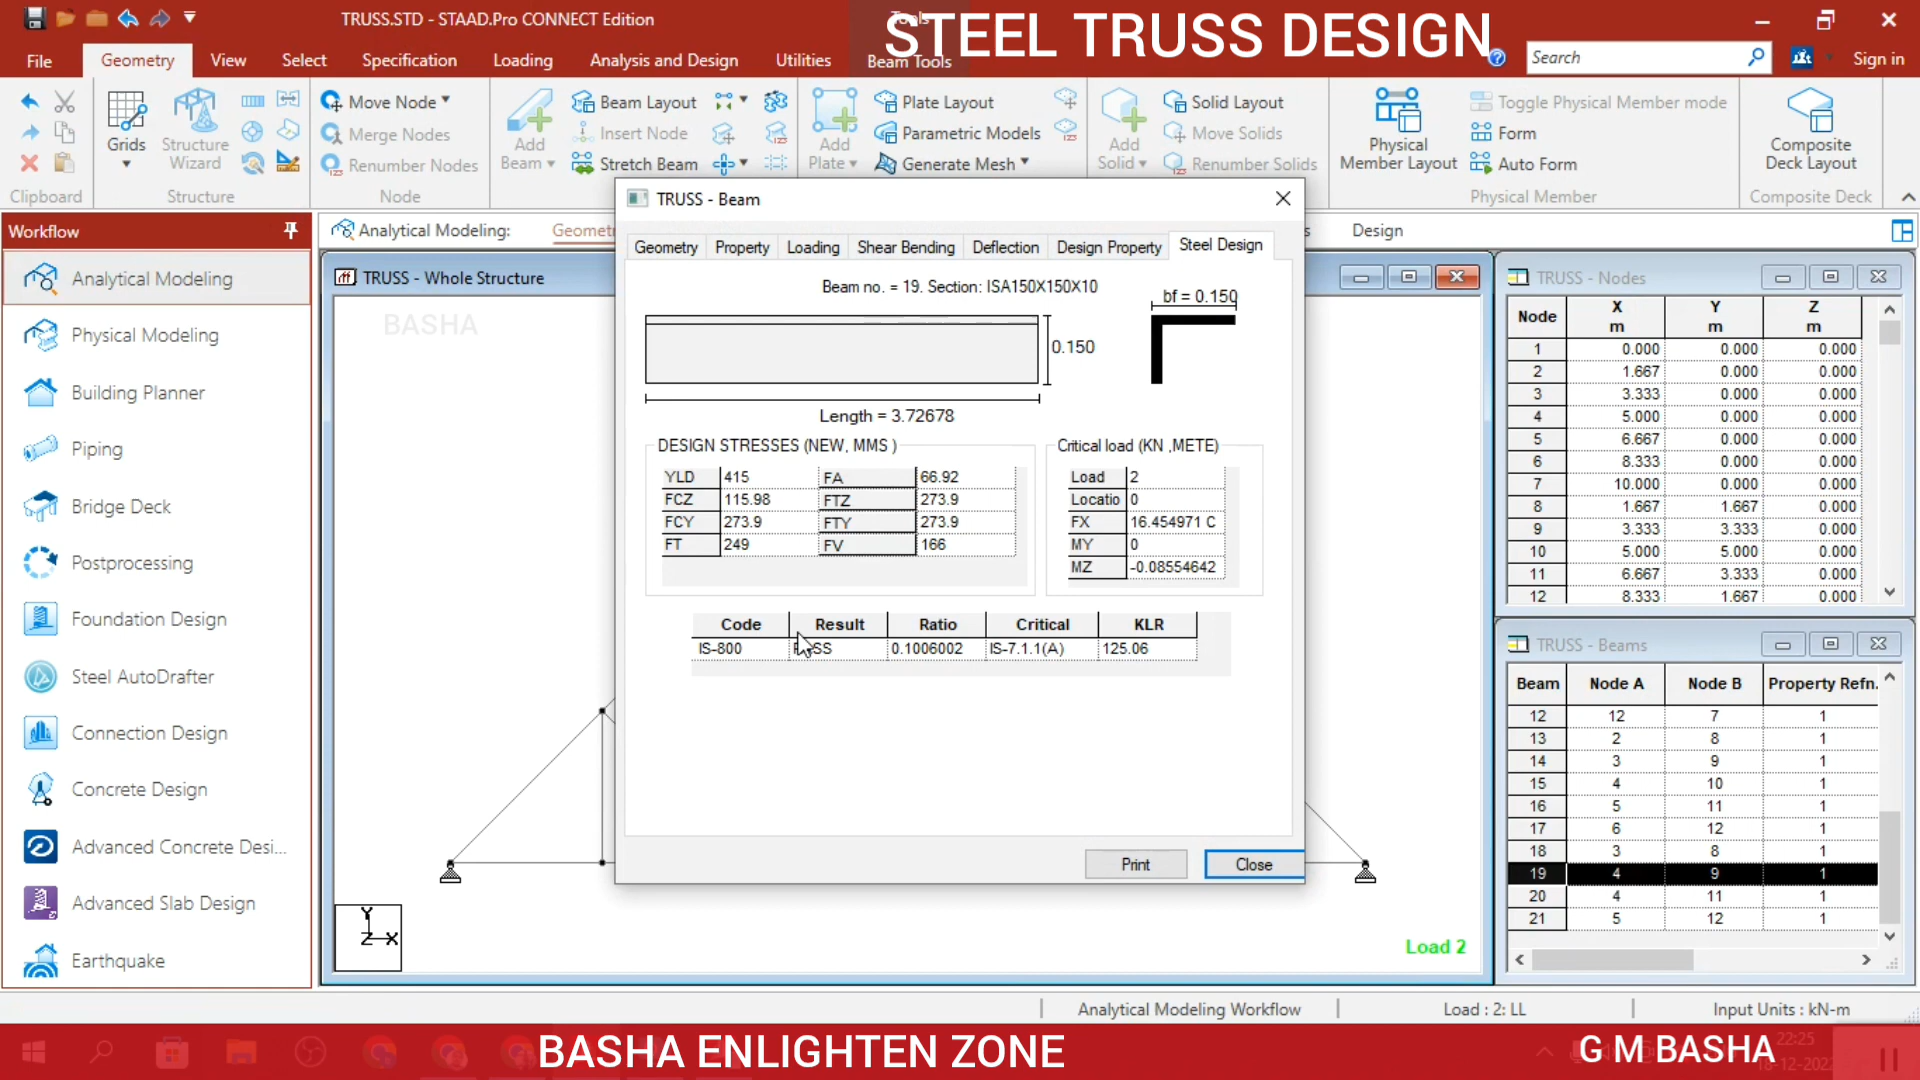 TRUSS.STD - STAAD.Pro CONNECT Edition
Tools
STEEL TRUSS DESIGN
File
Geometry
View
Select
Specification
Loading
Analysis and Design
Utilities
Beam Tools
Search
Sign in
Clipboard
Grids
Structure Wizard
Structure
Move Node
Merge Nodes
Renumber Nodes
Node
Add Beam
Beam Layout
Insert Node
Stretch Beam
Add Plate
Plate Layout
Parametric Models
Generate Mesh
Add Solid
Solid Layout
Move Solids
Renumber Solids
Physical Member Layout
Toggle Physical Member mode
Form
Auto Form
Physical Member
Composite Deck Layout
Composite Deck
Workflow
Analytical Modeling
Physical Modeling
Building Planner
Piping
Bridge Deck
Postprocessing
Foundation Design
Steel AutoDrafter
Connection Design
Concrete Design
Advanced Concrete Desi...
Advanced Slab Design
Earthquake
Analytical Modeling:
Design
TRUSS - Whole Structure
BASHA
TRUSS - Beam
Geometry Property Loading Shear Bending Deflection Design Property Steel Design
Beam no. = 19. Section: ISA150X150X10
bf = 0.150
0.150
Length = 3.72678
DESIGN STRESSES (NEW, MMS )
YLD 415 FA 66.92
FCZ 115.98 FTZ 273.9
FCY 273.9 FTY 273.9
FT 249 FV 166
Critical load (KN ,METE)
Load 2
Locatio 0
FX 16.454971 C
MY 0
MZ -0.08554642
Code Result Ratio Critical KLR
IS-800 0.1006002 IS-7.1.1(A) 125.06
Print
Close
Y
Z X
Load 2
TRUSS - Nodes
Node X m Y m Z m
1 0.000 0.000 0.000
2 1.667 0.000 0.000
3 3.333 0.000 0.000
4 5.000 0.000 0.000
5 6.667 0.000 0.000
6 8.333 0.000 0.000
7 10.000 0.000 0.000
8 1.667 1.667 0.000
9 3.333 3.333 0.000
10 5.000 5.000 0.000
11 6.667 3.333 0.000
12 8.333 1.667 0.000
TRUSS - Beams
Beam Node A Node B Property Refn.
12 12 7 1
13 2 8 1
14 3 9 1
15 4 10 1
16 5 11 1
17 6 12 1
18 3 8 1
19 4 9 1
20 4 11 1
21 5 12 1
Analytical Modeling Workflow
Load : 2: LL
Input Units : kN-m
BASHA ENLIGHTEN ZONE
G M BASHA
22:25